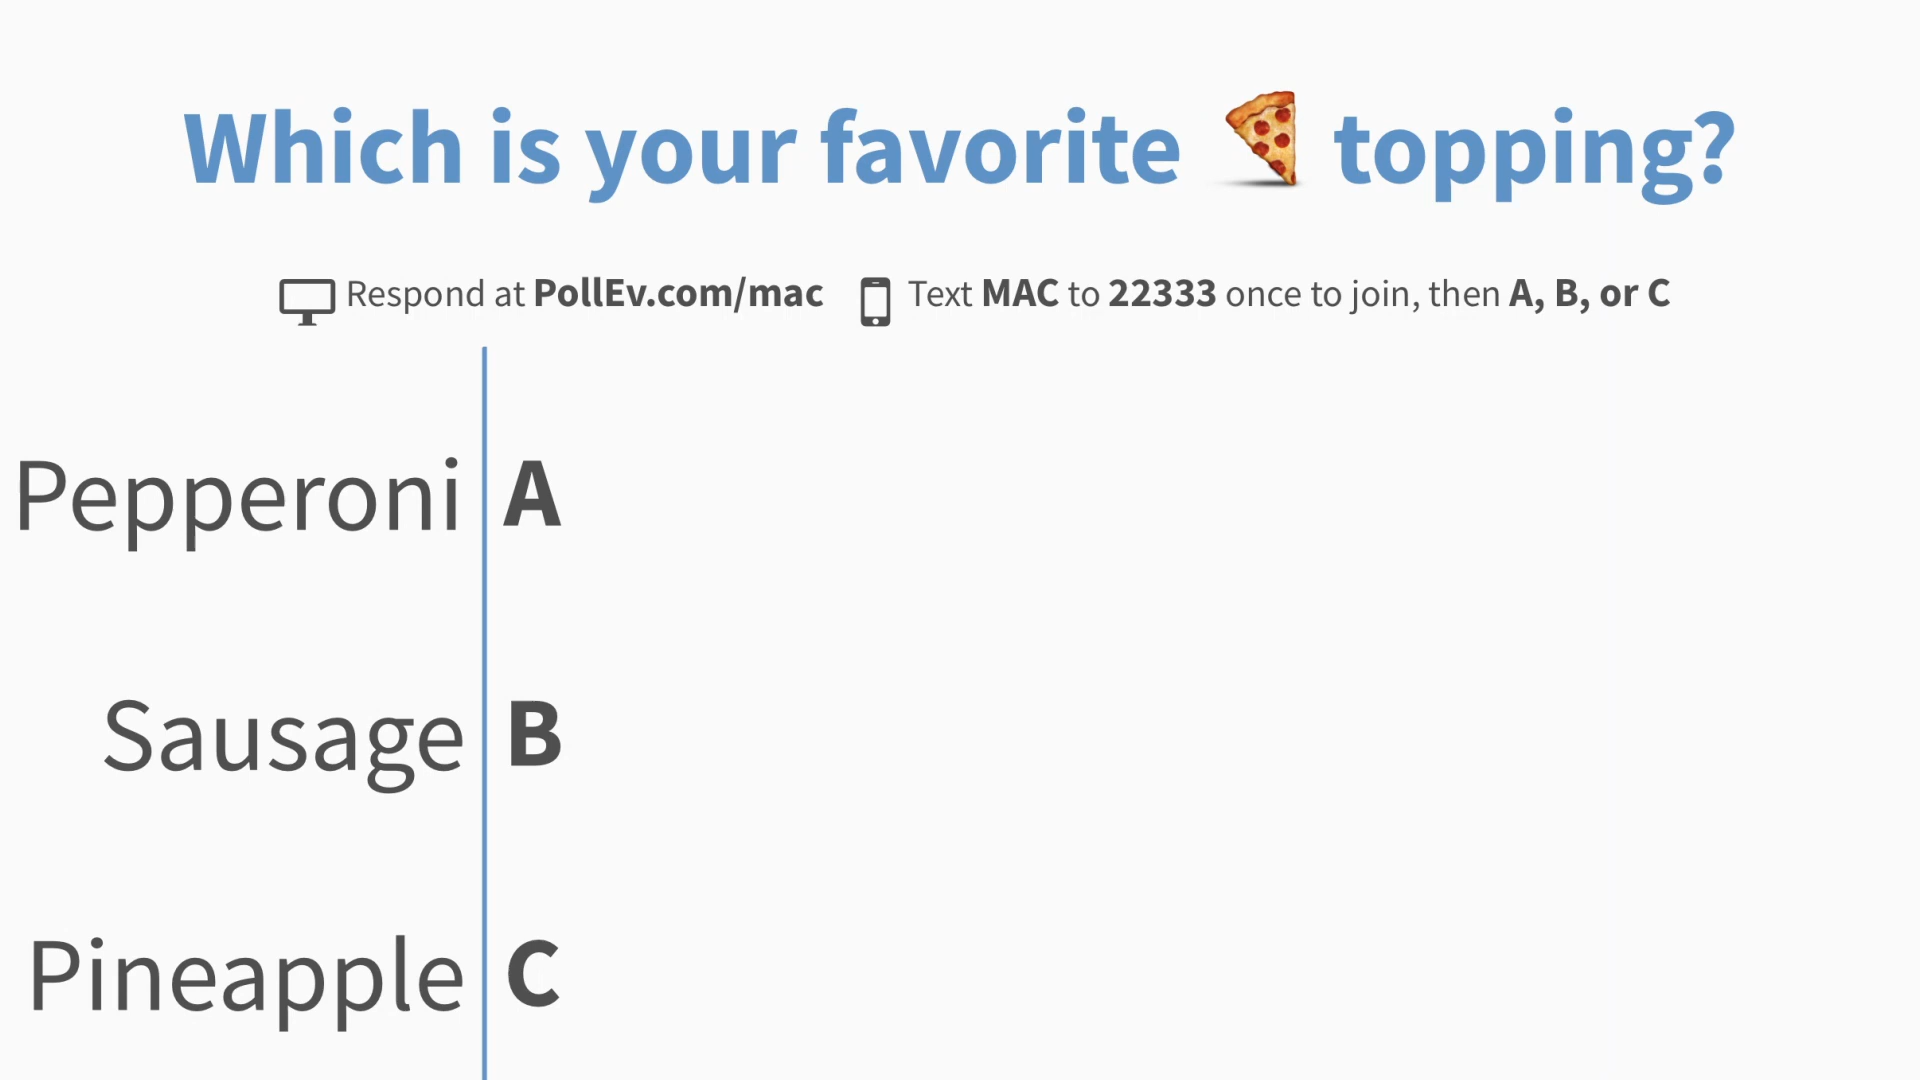 Which is your favorite 🍕 topping?
Respond at PollEv.com/mac Text MAC to 22333 once to join, then A, B, or C
Pepperoni A
Sausage B
Pineapple C